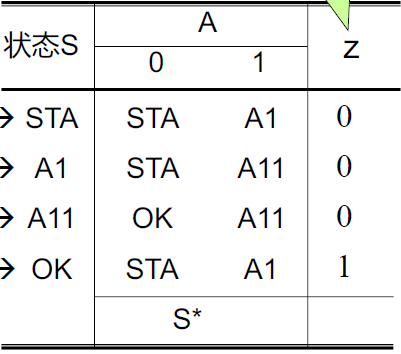 A
状态S
z
0 1
→ STA STA A1 0
→ A1 STA A11 0
→ A11 OK A11 0
→ OK STA A1 1
S*